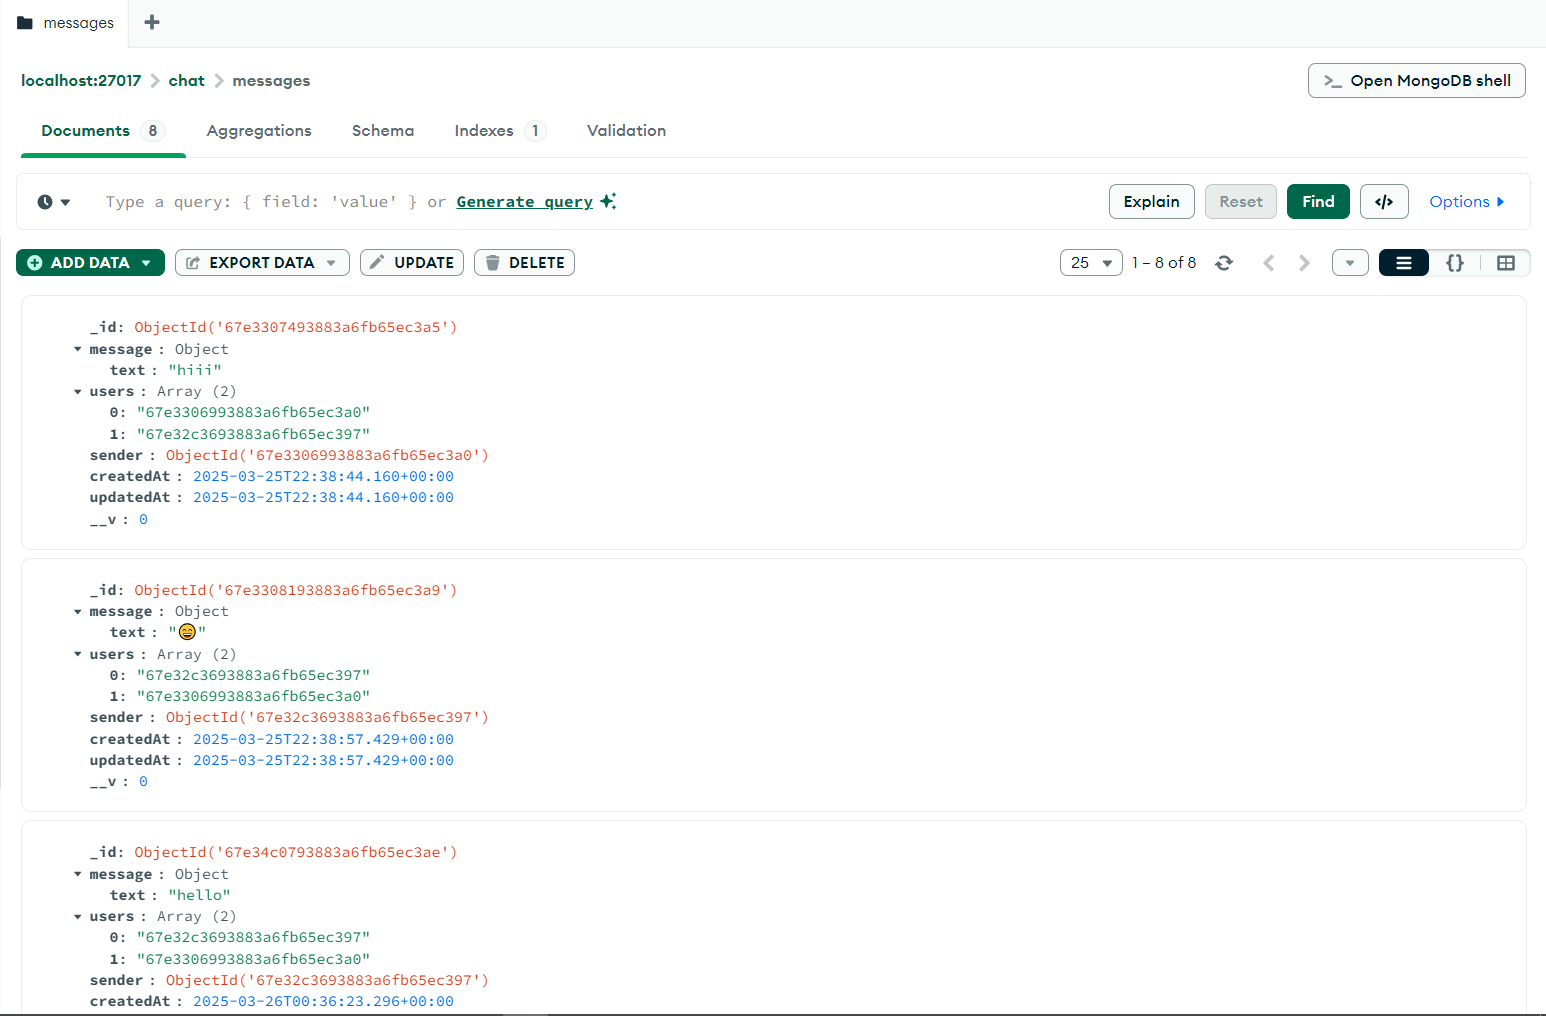 messages
localhost:27017 chat messages
Open MongoDB shell
Documents 8 Aggregations Schema Indexes 1 Validation
Type a query: { field: 'value' } or Generate query
Explain Reset Find </> Options
ADD DATA EXPORT DATA UPDATE DELETE
25 1 – 8 of 8 {}
_id: ObjectId('67e3307493883a6fb65ec3a5')
message : Object
text : "hiii"
users : Array (2)
0: "67e3306993883a6fb65ec3a0"
1: "67e32c3693883a6fb65ec397"
sender : ObjectId('67e3306993883a6fb65ec3a0')
createdAt : 2025-03-25T22:38:44.160+00:00
updatedAt : 2025-03-25T22:38:44.160+00:00
__v : 0
_id: ObjectId('67e3308193883a6fb65ec3a9')
message : Object
text : "😄"
users : Array (2)
0: "67e32c3693883a6fb65ec397"
1: "67e3306993883a6fb65ec3a0"
sender : ObjectId('67e32c3693883a6fb65ec397')
createdAt : 2025-03-25T22:38:57.429+00:00
updatedAt : 2025-03-25T22:38:57.429+00:00
__v : 0
_id: ObjectId('67e34c0793883a6fb65ec3ae')
message : Object
text : "hello"
users : Array (2)
0: "67e32c3693883a6fb65ec397"
1: "67e3306993883a6fb65ec3a0"
sender : ObjectId('67e32c3693883a6fb65ec397')
createdAt : 2025-03-26T00:36:23.296+00:00